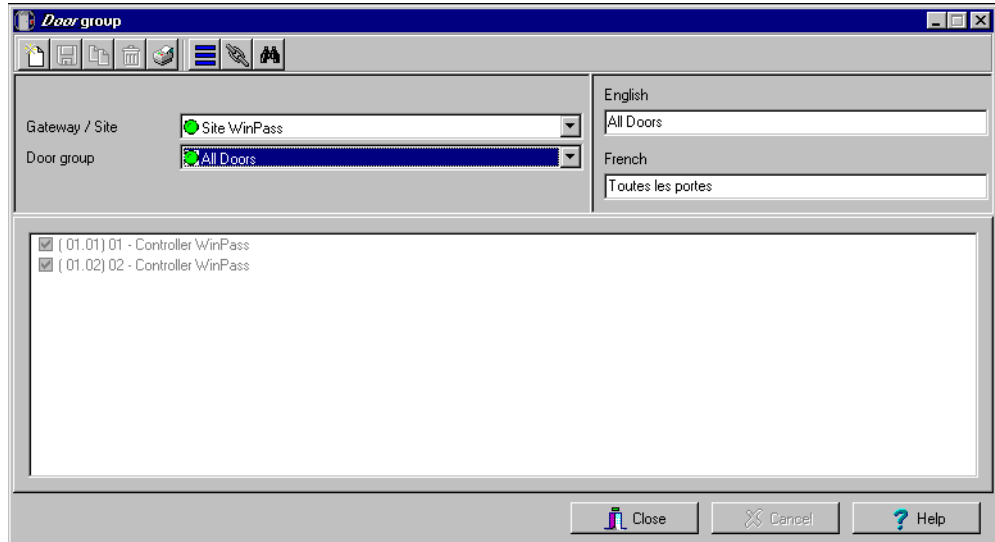 Door group
Gateway / Site
Site WinPass
Door group
All Doors
English
All Doors
French
Toutes les portes
( 01.01) 01 - Controller WinPass
( 01.02) 02 - Controller WinPass
Close
Cancel
? Help